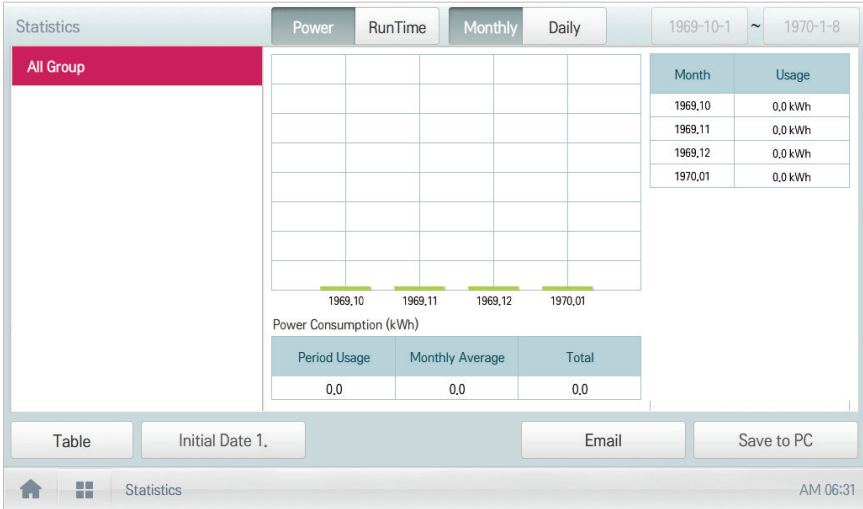 Statistics Power RunTime Monthly Daily 1969-10-1 ~ 1970-1-8
All Group
Month Usage
1969.10 0.0 kWh
1969.11 0.0 kWh
1969.12 0.0 kWh
1970.01 0.0 kWh
1969.10 1969.11 1969.12 1970.01
Power Consumption (kWh)
Period Usage Monthly Average Total
0.0 0.0 0.0
Table Initial Date 1. Email Save to PC
Statistics AM 06:31